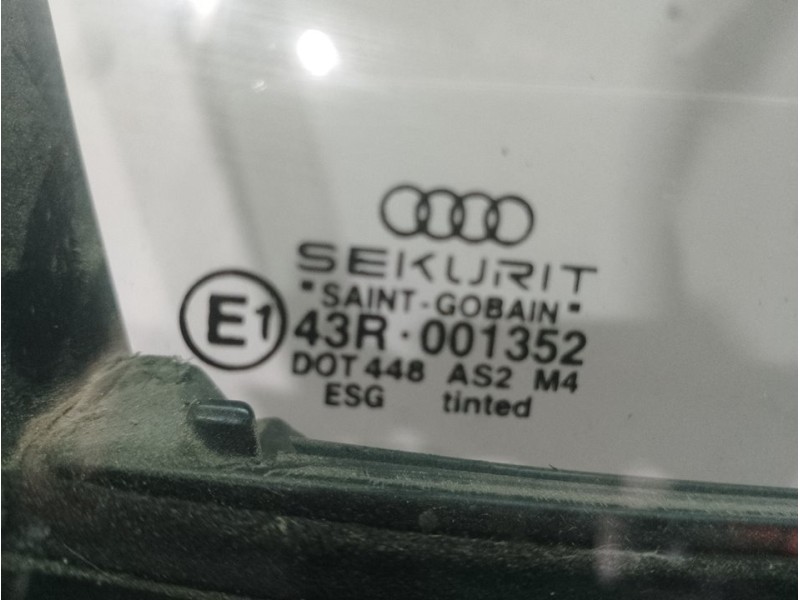 SEKURIT
"SAINT-GOBAIN"
E1 43R · 001352
DOT 448 AS2 M4
ESG tinted